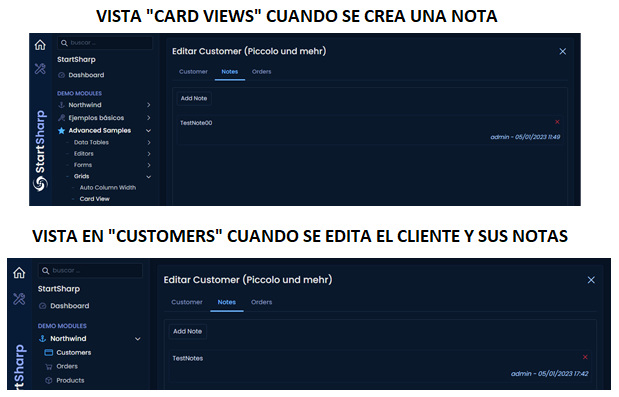 VISTA "CARD VIEWS" CUANDO SE CREA UNA NOTA
buscar ...
StartSharp
Dashboard
DEMO MODULES
Northwind
Ejemplos básicos
Advanced Samples
Data Tables
Editors
Forms
Grids
Auto Column Width
Card View
StartSharp
Editar Customer (Piccolo und mehr)
Customer Notes Orders
Add Note
TestNote00
admin - 05/01/2023 11:49
VISTA EN "CUSTOMERS" CUANDO SE EDITA EL CLIENTE Y SUS NOTAS
buscar ...
StartSharp
Dashboard
DEMO MODULES
Northwind
Customers
Orders
Products
tSharp
Editar Customer (Piccolo und mehr)
Customer Notes Orders
Add Note
TestNotes
admin - 05/01/2023 17:42